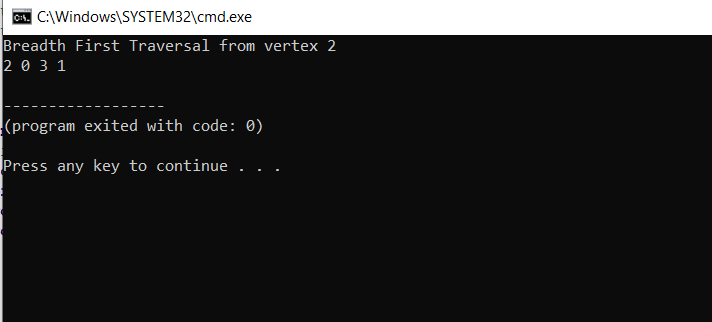 C:\Windows\SYSTEM32\cmd.exe
Breadth First Traversal from vertex 2
2 0 3 1
------------------
(program exited with code: 0)
Press any key to continue . . .